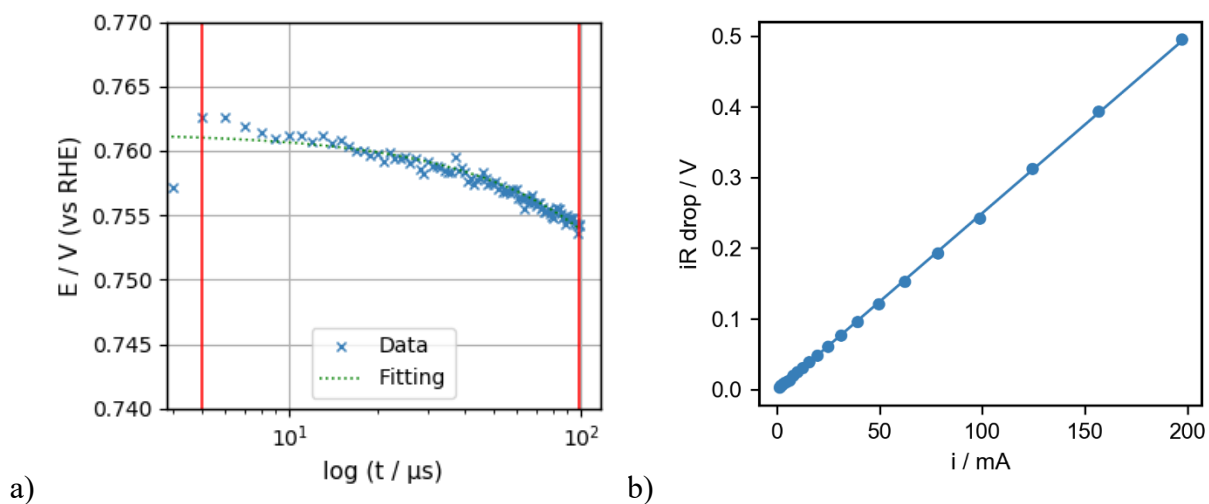 0.770
0.765
0.760
0.755
0.750
0.745
0.740
E / V (vs RHE)
Data
Fitting
10¹
10²
log (t / μs)
a)
0.5
0.4
0.3
0.2
0.1
0.0
iR drop / V
0
50
100
150
200
i / mA
b)